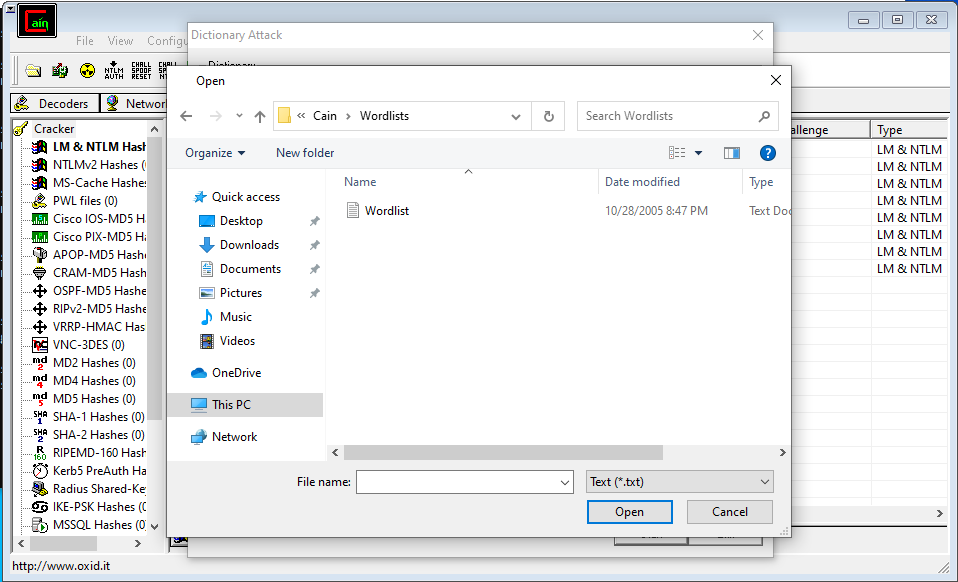 Cain
File View Configu
Dictionary Attack
Dictionary
NTLM AUTH
CHALL SPOOF RESET
CHALL
Decoders
Networ
Open
« Cain › Wordlists
Search Wordlists
Organize
New folder
Cracker
LM & NTLM Hash
NTLMv2 Hashes (
MS-Cache Hashes
PWL files (0)
Cisco IOS-MD5 H
Cisco PIX-MD5 Ha
APOP-MD5 Hashe
CRAM-MD5 Hash
OSPF-MD5 Hashe
RIPv2-MD5 Hashe
VRRP-HMAC Has
VNC-3DES (0)
MD2 Hashes (0)
MD4 Hashes (0)
MD5 Hashes (0)
SHA-1 Hashes (0)
SHA-2 Hashes (0)
RIPEMD-160 Hash
Kerb5 PreAuth Ha
Radius Shared-Ke
IKE-PSK Hashes (0
MSSQL Hashes (0)
Quick access
Desktop
Downloads
Documents
Pictures
Music
Videos
OneDrive
This PC
Network
Name Date modified Type
Wordlist 10/28/2005 8:47 PM Text Doc
File name:
Text (*.txt)
Open Cancel
allenge Type
LM & NTLM
LM & NTLM
LM & NTLM
LM & NTLM
LM & NTLM
LM & NTLM
LM & NTLM
LM & NTLM
http://www.oxid.it